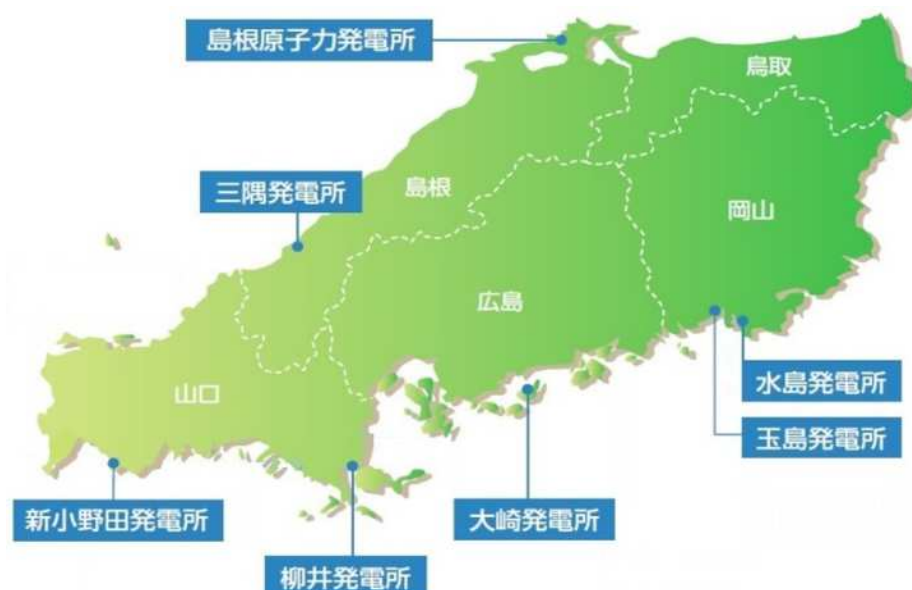 島根原子力発電所
鳥取
三隅発電所
島根
岡山
広島
山口
水島発電所
玉島発電所
新小野田発電所
大崎発電所
柳井発電所